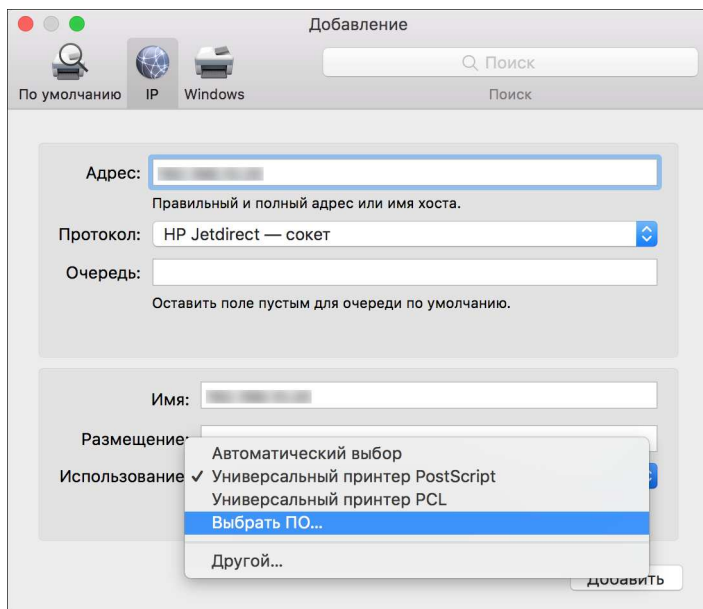 Добавление
Поиск
По умолчанию IP Windows Поиск
Адрес:
Правильный и полный адрес или имя хоста.
Протокол: HP Jetdirect — сокет
Очередь:
Оставить поле пустым для очереди по умолчанию.
Имя:
Размещение:
Автоматический выбор
Использование ✓ Универсальный принтер PostScript
Универсальный принтер PCL
Выбрать ПО...
Другой...
Добавить